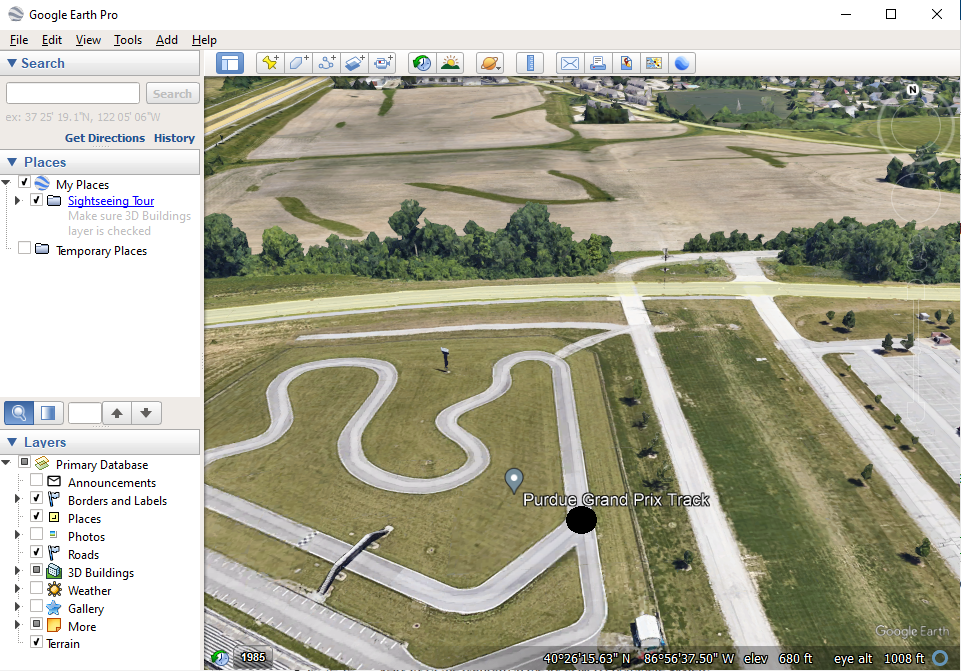 Google Earth Pro
File Edit View Tools Add Help
Search
Search
ex: 37 25' 19.1"N, 122 05' 06"W
Get Directions History
Places
My Places
Sightseeing Tour
Make sure 3D Buildings
layer is checked
Temporary Places
Layers
Primary Database
Announcements
Borders and Labels
Places
Photos
Roads
3D Buildings
Weather
Gallery
More
Terrain
N
Purdue Grand Prix Track
Google Earth
1985
40°26'15.63" N -86°56'37.50" W elev 680 ft eye alt 1008 ft